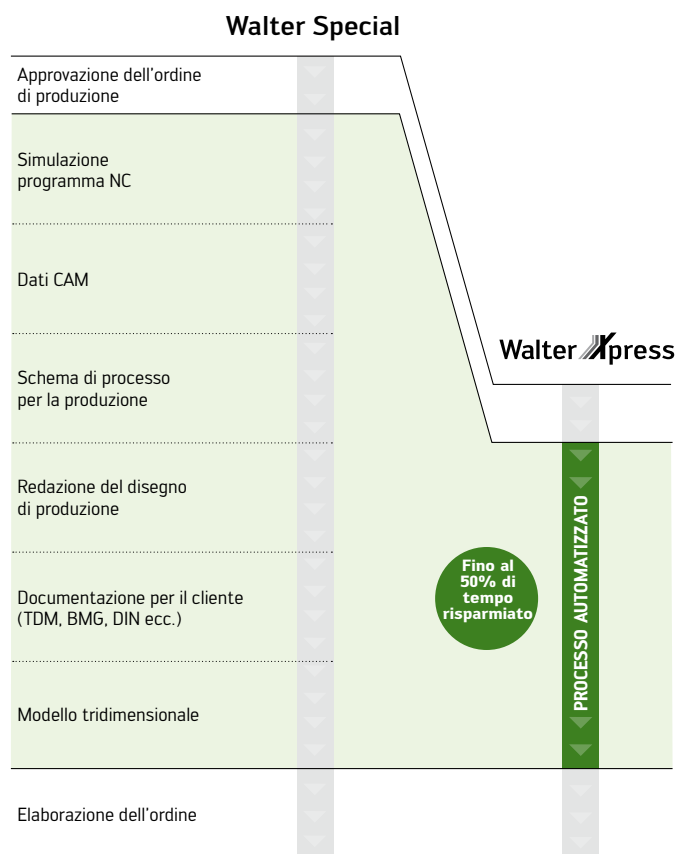 Walter Special
Approvazione dell'ordine
di produzione
Simulazione
programma NC
Dati CAM
Schema di processo
per la produzione
Redazione del disegno
di produzione
Documentazione per il cliente
(TDM, BMG, DIN ecc.)
Modello tridimensionale
Elaborazione dell'ordine
Walter Xpress
Fino al
50% di
tempo
risparmiato
PROCESSO AUTOMATIZZATO